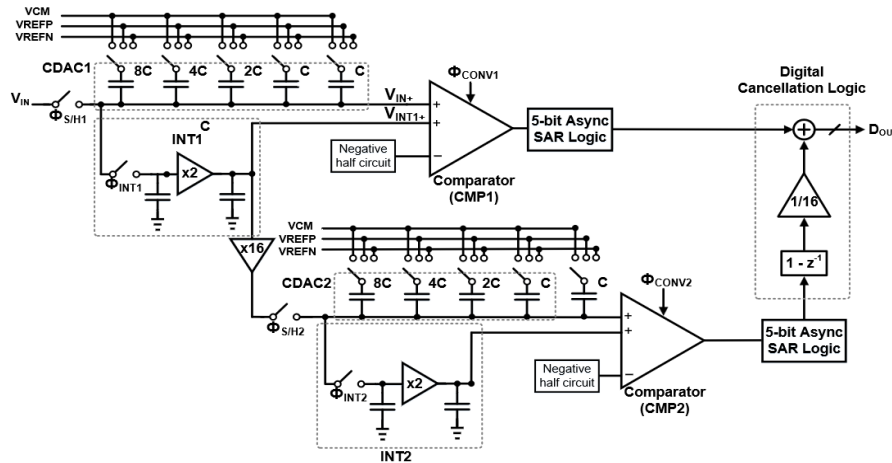 VCM
VREFP
VREFN
CDAC1
8C
4C
2C
C
C
VIN
ΦS/H1
C
INT1
ΦINT1
x2
VIN+
VINT1+
ΦCONV1
+
+
−
Negative
half circuit
Comparator
(CMP1)
5-bit Async
SAR Logic
Digital
Cancellation Logic
+
DOU
1/16
1 - z-1
x16
VCM
VREFP
VREFN
CDAC2
8C
4C
2C
C
C
ΦS/H2
ΦCONV2
+
+
−
ΦINT2
x2
INT2
Negative
half circuit
Comparator
(CMP2)
5-bit Async
SAR Logic